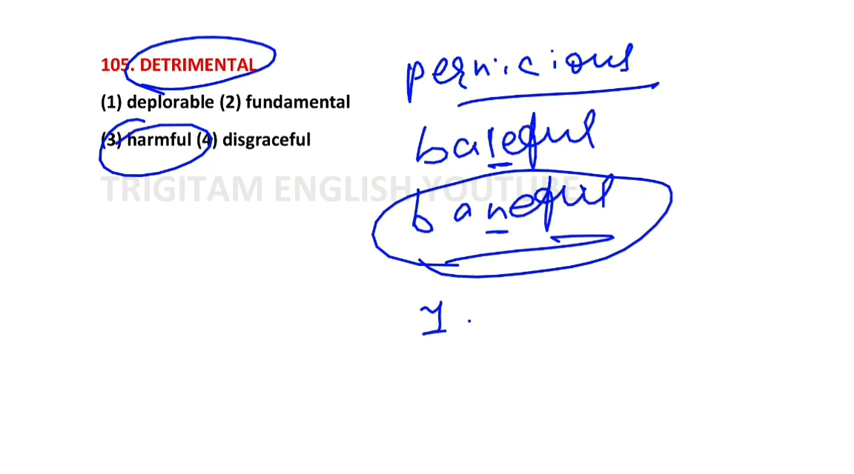 105. DETRIMENTAL
(1) deplorable (2) fundamental
(3) harmful (4) disgraceful
TRIGITAM ENGLISH YOUTUBE
pernicious
baleful
baneful